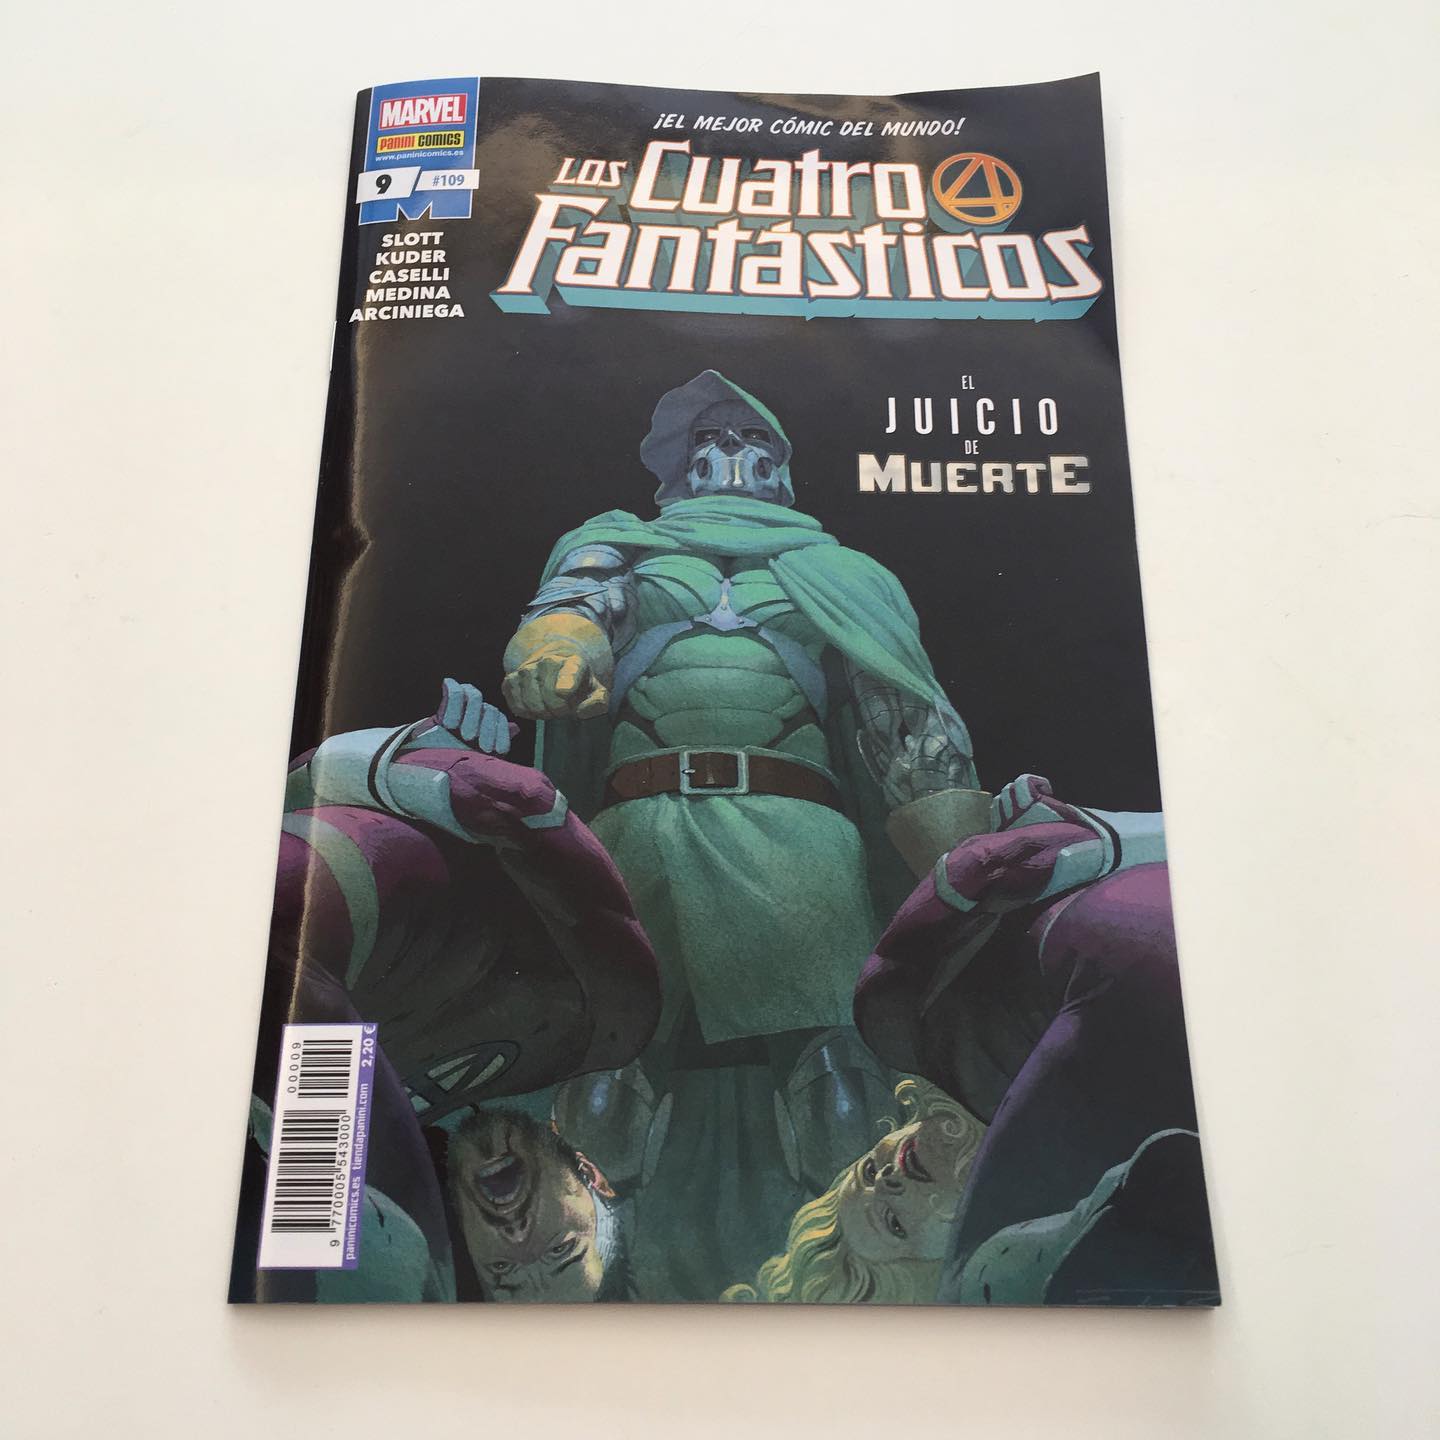 MARVEL
PANINI COMICS
www.paninicomics.es
9 #109
SLOTT
KUDER
CASELLI
MEDINA
ARCINIEGA
¡EL MEJOR CÓMIC DEL MUNDO!
LOS CUATRO 4
FANTÁSTICOS
EL
JUICIO
DE
MUERTE
00009
9 770005 543000
paninicomics.es tiendapanini.com 2,20 €